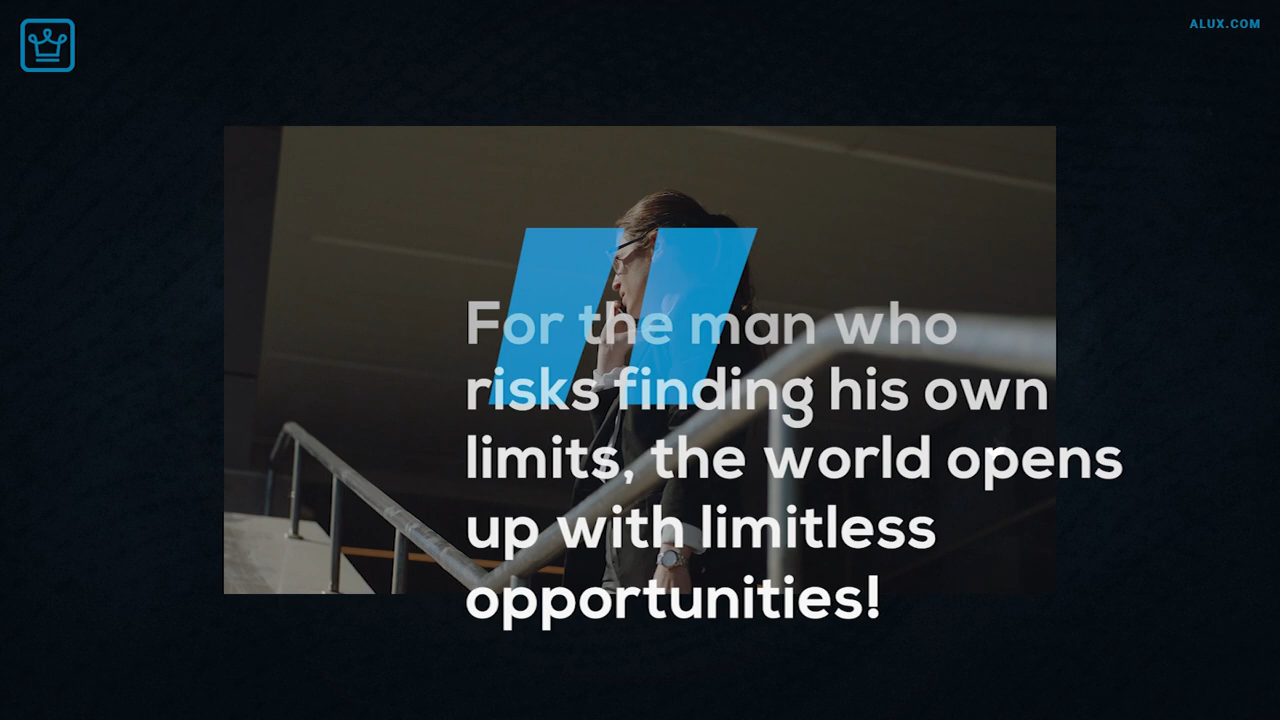 ALUX.COM
For the man who
risks finding his own
limits, the world opens
up with limitless
opportunities!